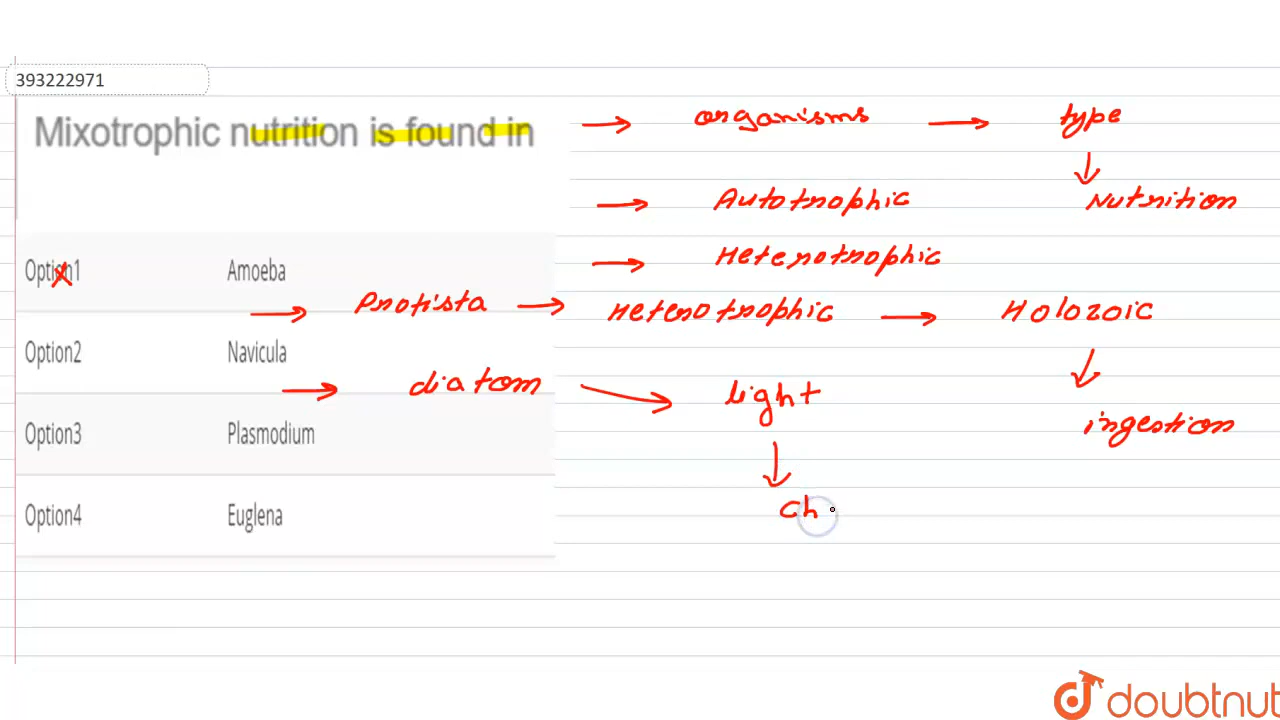 393222971
Mixotrophic nutrition is found in → organisms → type
↓
→ Autotrophic Nutrition
→ Heterotrophic
Option1 Amoeba
→ Protista → Heterotrophic → Holozoic
↓
Option2 Navicula
→ diatom → light
ingestion
↓
Option3 Plasmodium
Ch
Option4 Euglena
doubtnut